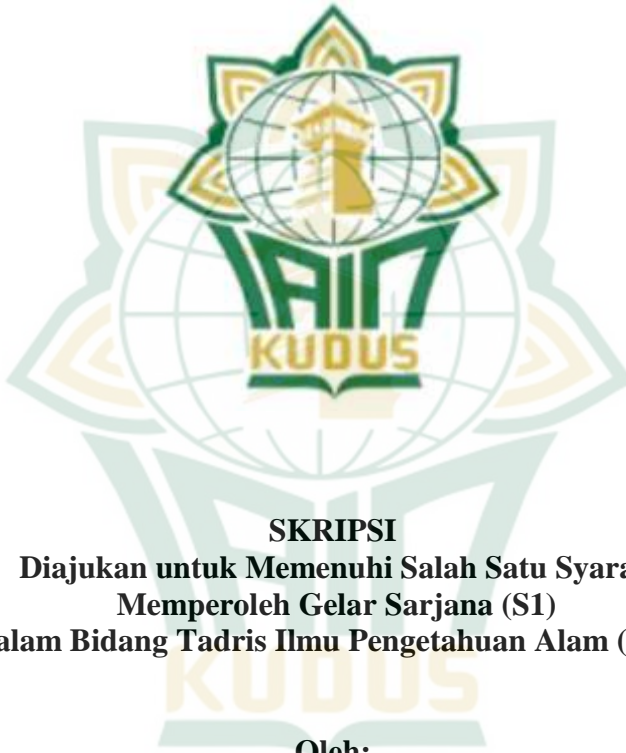 IAIN
KUDUS
SKRIPSI
Diajukan untuk Memenuhi Salah Satu Syara
Memperoleh Gelar Sarjana (S1)
alam Bidang Tadris Ilmu Pengetahuan Alam (
KUDUS
Oleh: